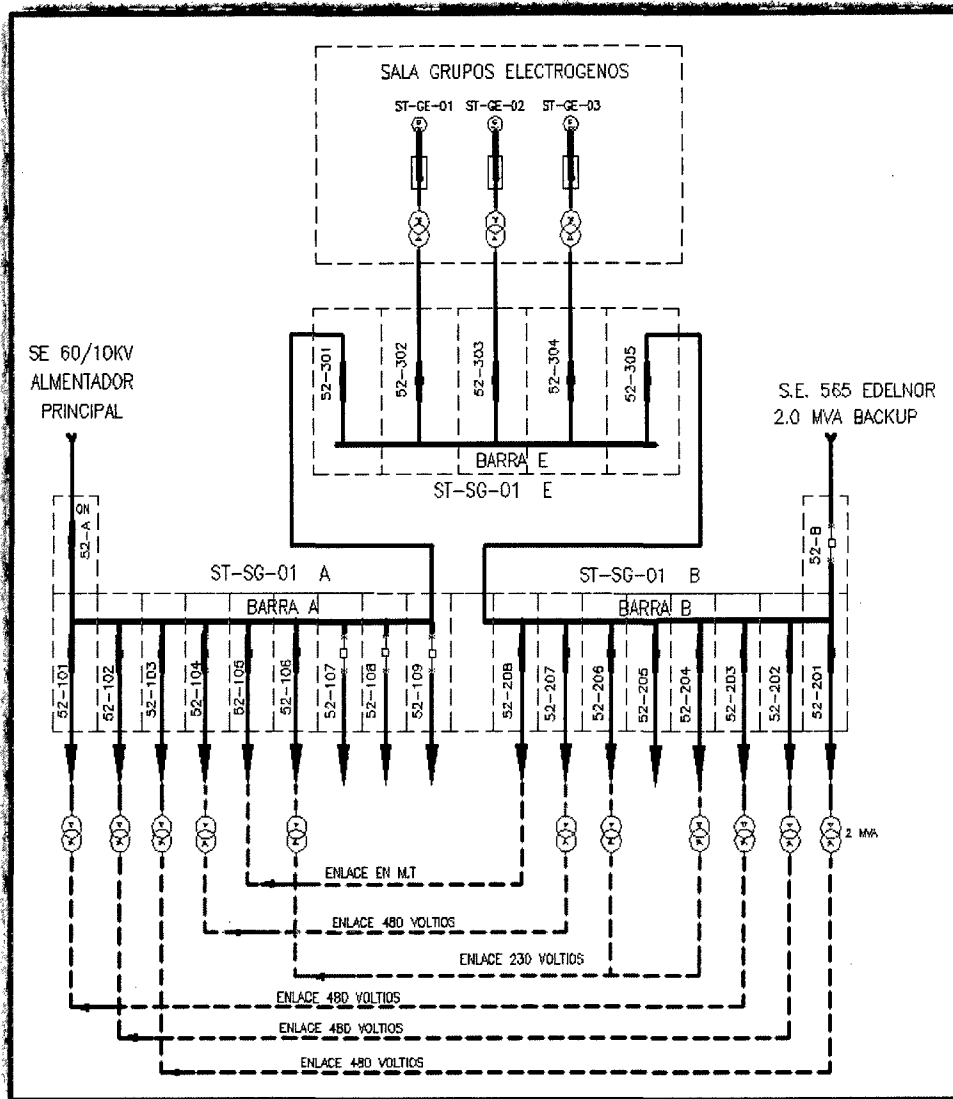 SALA GRUPOS ELECTROGENOS
ST-GE-01 ST-GE-02 ST-GE-03
52-301
52-302
52-303
52-304
52-305
BARRA E
ST-SG-01 E
SE 60/10KV
ALMENTADOR
PRINCIPAL
S.E. 565 EDELNOR
2.0 MVA BACKUP
ON
52-A
52-B
ST-SG-01 A
ST-SG-01 B
BARRA A
BARRA B
52-101
52-102
52-103
52-104
52-105
52-106
52-107
52-108
52-109
52-208
52-207
52-206
52-205
52-204
52-203
52-202
52-201
2 MVA
ENLACE EN M.T
ENLACE 480 VOLTIOS
ENLACE 230 VOLTIOS
ENLACE 480 VOLTIOS
ENLACE 480 VOLTIOS
ENLACE 480 VOLTIOS